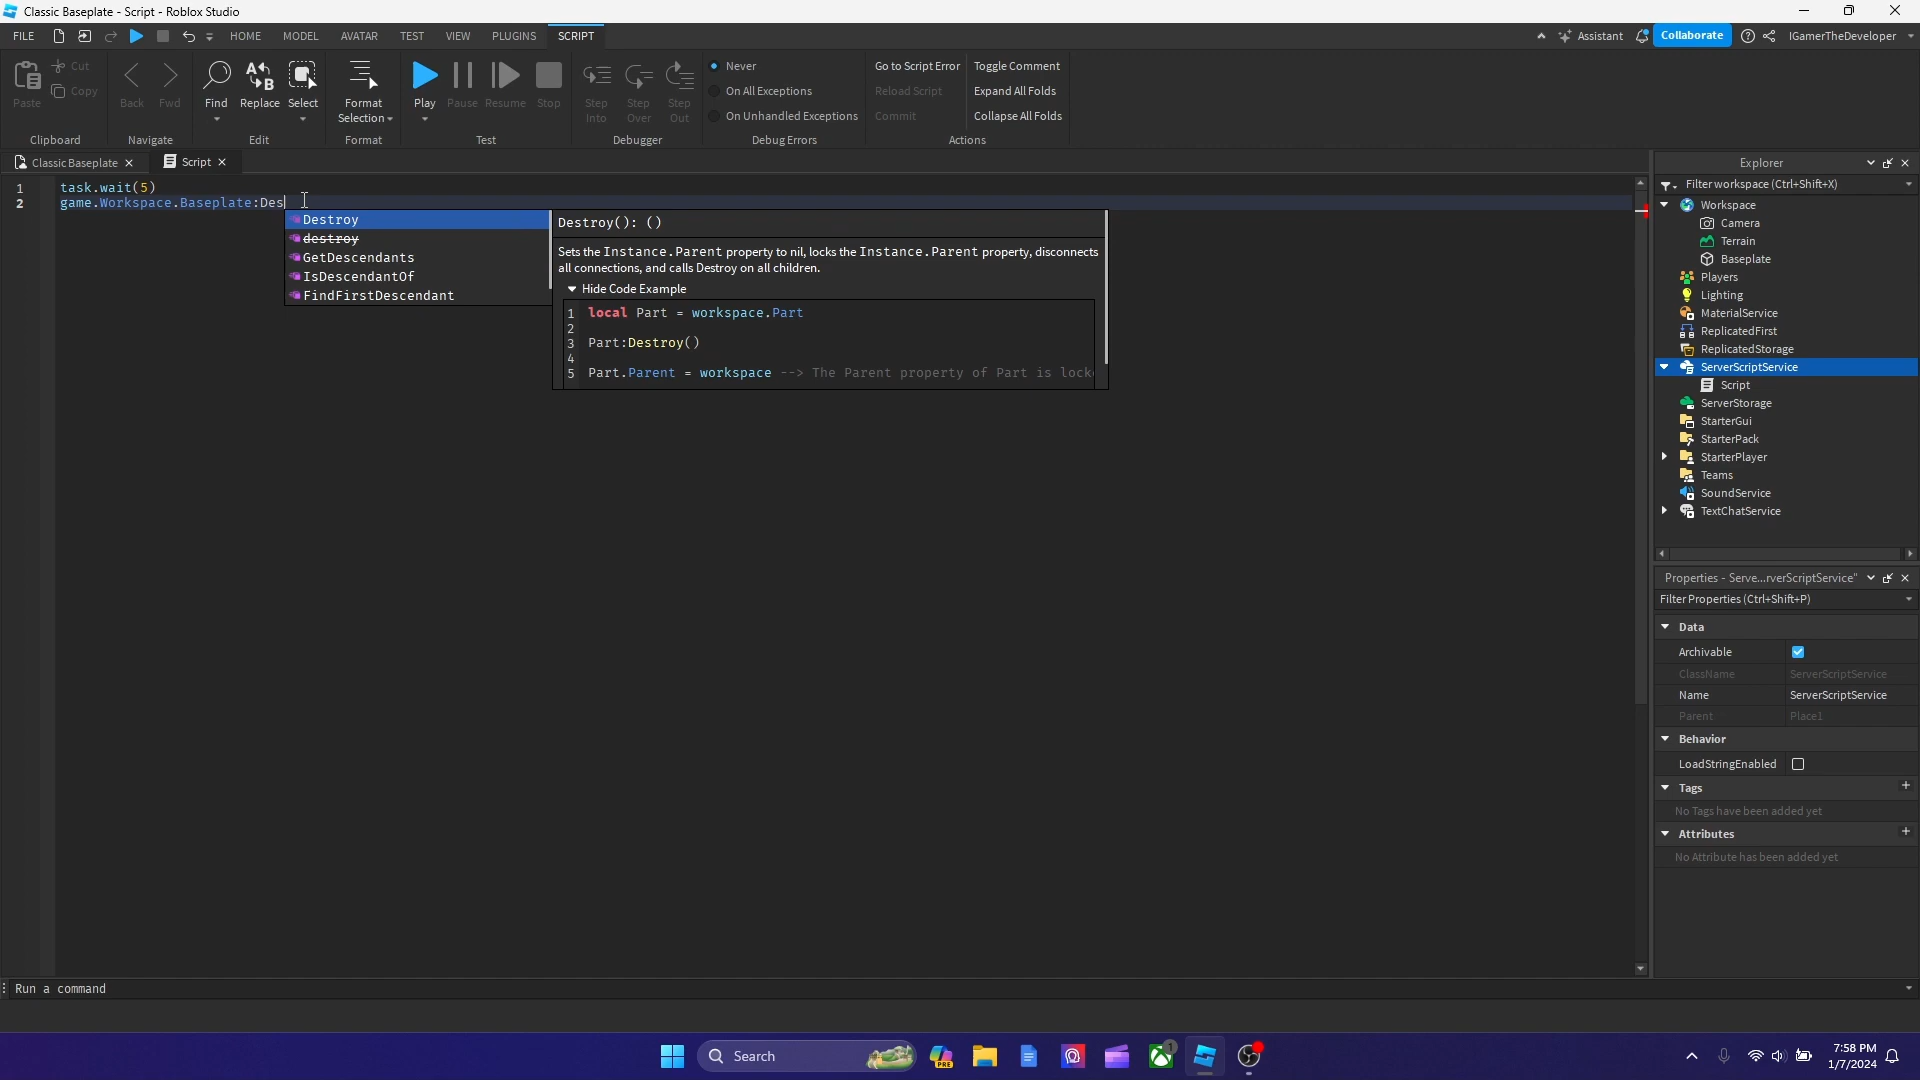 Classic Baseplate - Script - Roblox Studio
FILE HOME MODEL AVATAR TEST VIEW PLUGINS SCRIPT Assistant Collaborate IGamerTheDeveloper
Paste Cut Copy
Clipboard
Back Fwd
Navigate
Find Replace Select
Edit
Format Selection
Format
Play Pause Resume Stop
Test
Step Into Step Over Step Out
Debugger
Never
On All Exceptions
On Unhandled Exceptions
Debug Errors
Go to Script Error Toggle Comment
Reload Script Expand All Folds
Commit Collapse All Folds
Actions
Classic Baseplate Script
1 task.wait(5)
2 game.Workspace.Baseplate:Des
Destroy
destroy
GetDescendants
IsDescendantOf
FindFirstDescendant
Destroy(): ()
Sets the Instance.Parent property to nil, locks the Instance.Parent property, disconnects
all connections, and calls Destroy on all children.
Hide Code Example
1 local Part = workspace.Part
2
3 Part:Destroy()
4
5 Part.Parent = workspace --> The Parent property of Part is lock
Explorer
Filter workspace (Ctrl+Shift+X)
Workspace
Camera
Terrain
Baseplate
Players
Lighting
MaterialService
ReplicatedFirst
ReplicatedStorage
ServerScriptService
Script
ServerStorage
StarterGui
StarterPack
StarterPlayer
Teams
SoundService
TextChatService
Properties - Serve...rverScriptService"
Filter Properties (Ctrl+Shift+P)
Data
Archivable
ClassName ServerScriptService
Name ServerScriptService
Parent Place1
Behavior
LoadStringEnabled
Tags
No Tags have been added yet
Attributes
No Attribute has been added yet
Run a command
Search
PRE
1
7:58 PM
1/7/2024